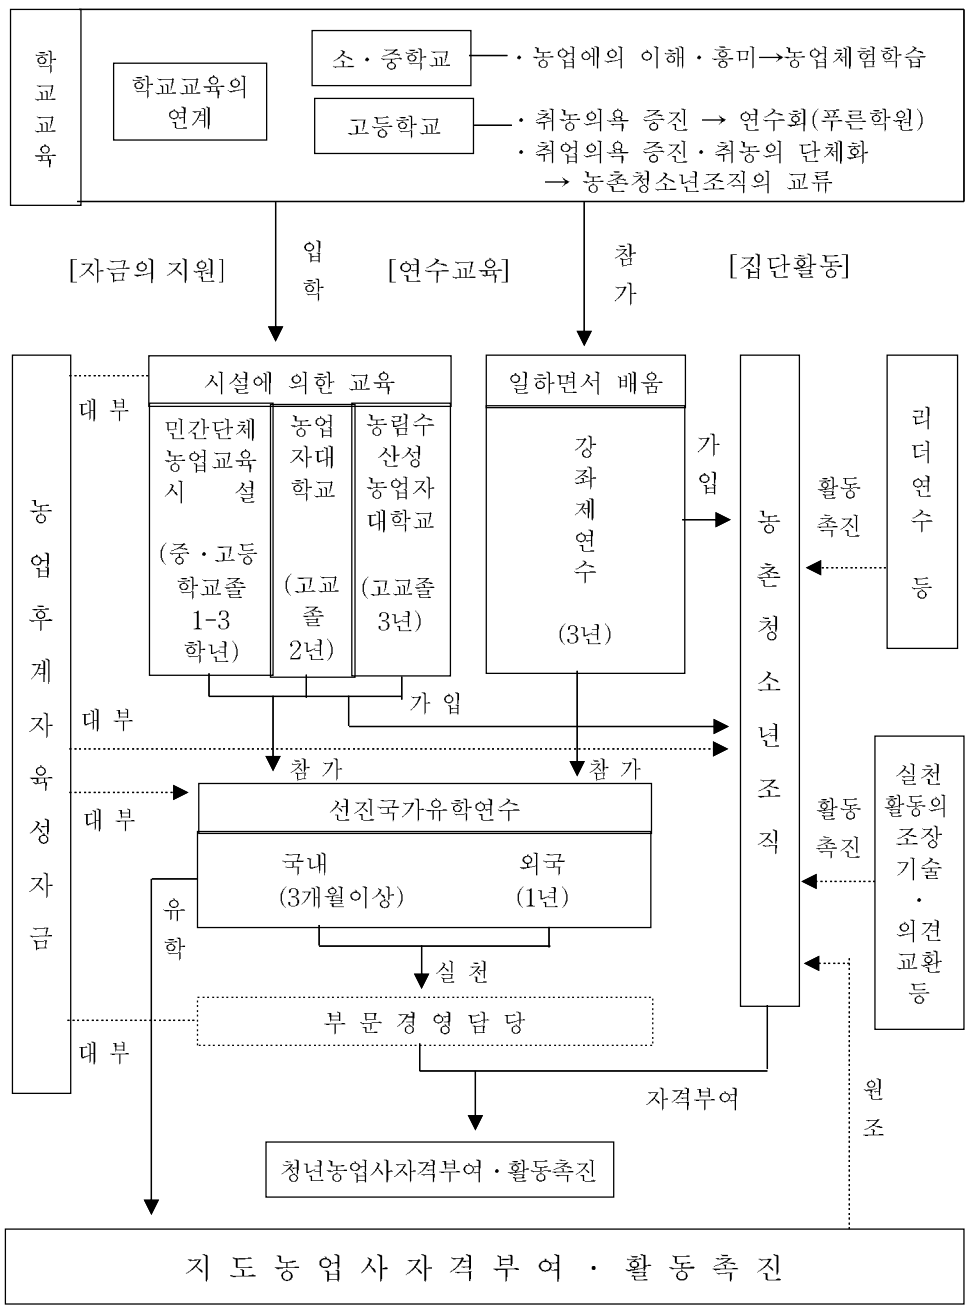 학교교육
학교교육의
연계
소·중학교
·농업에의 이해·흥미→농업체험학습
고등학교
·취농의욕 증진 → 연수회(푸른학원)
·취업의욕 증진·취농의 단체화
→ 농촌청소년조직의 교류
[자금의 지원]
입학
[연수교육]
참가
[집단활동]
농업후계자육성자금
대부
시설에 의한 교육
민간단체
농업교육
시 설
(중·고등
학교졸
1-3
학년)
농업
자대
학교
(고교
졸
2년)
농림수
산성
농업자
대학교
(고교졸
3년)
일하면서 배움
강좌제연수
(3년)
가입
농촌청소년조직
활동
촉진
리더연수 등
가 입
대 부
참 가
참 가
대 부
선진국가유학연수
국내
(3개월이상)
외국
(1년)
활동
촉진
실천
활동의
조장
기술
·
의견
교환
등
유학
실 천
부 문 경 영 담 당
대 부
자격부여
원조
청년농업사자격부여·활동촉진
지 도 농 업 사 자 격 부 여 · 활 동 촉 진